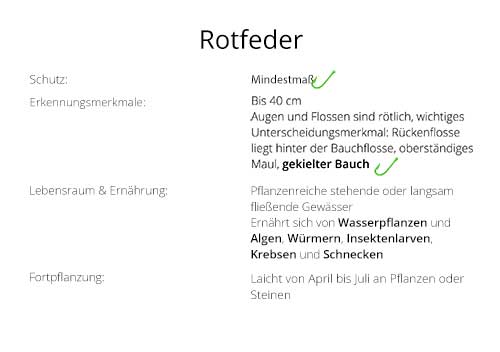 Rotfeder
Schutz: Mindestmaß
Erkennungsmerkmale: Bis 40 cm
Augen und Flossen sind rötlich, wichtiges
Unterscheidungsmerkmal: Rückenflosse
liegt hinter der Bauchflosse, oberständiges
Maul, gekielter Bauch
Lebensraum & Ernährung: Pflanzenreiche stehende oder langsam
fließende Gewässer
Ernährt sich von Wasserpflanzen und
Algen, Würmern, Insektenlarven,
Krebsen und Schnecken
Fortpflanzung: Laicht von April bis Juli an Pflanzen oder
Steinen